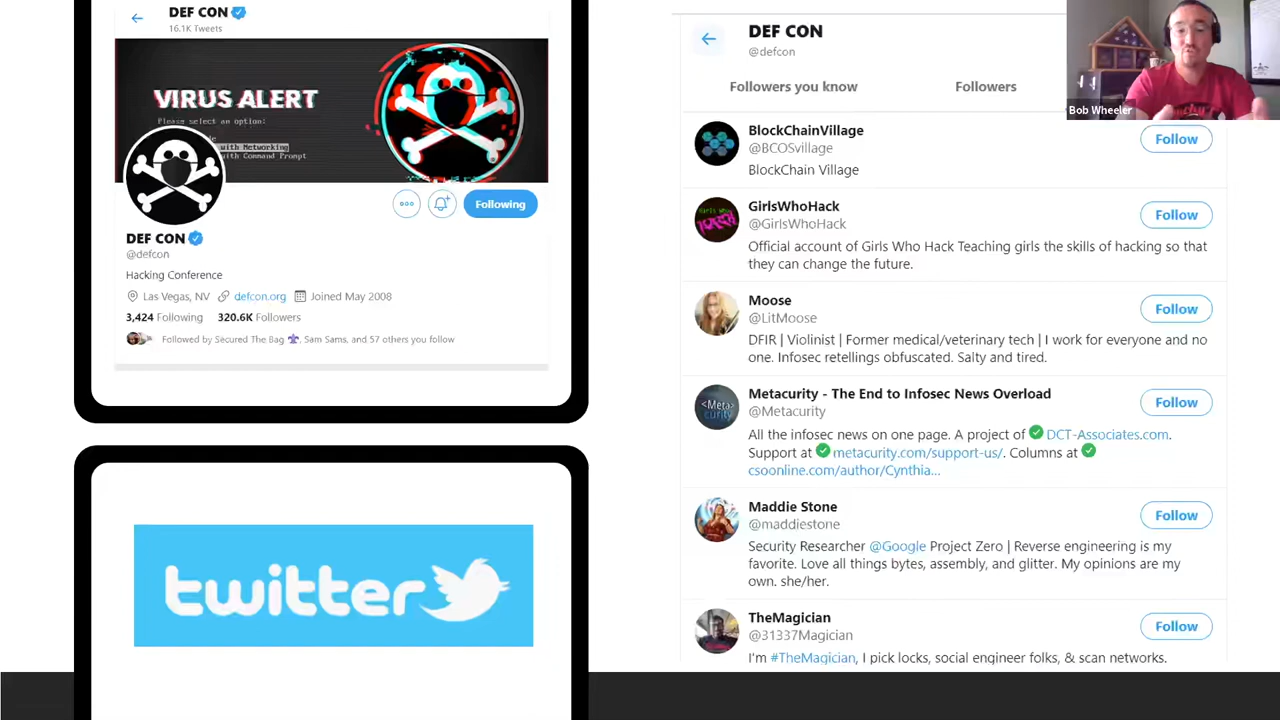 DEF CON
16.1K Tweets
VIRUS ALERT
Please select an option:
with Networking
with Command Prompt
Following
DEF CON
@defcon
Hacking Conference
Las Vegas, NV defcon.org Joined May 2008
3,424 Following 320.6K Followers
Followed by Secured The Bag ⚜, Sam Sams, and 57 others you follow
twitter
DEF CON
@defcon
Followers you know Followers
BlockChainVillage
@BCOSvillage
BlockChain Village
Follow
GirlsWhoHack
@GirlsWhoHack
Official account of Girls Who Hack Teaching girls the skills of hacking so that
they can change the future.
Follow
Moose
@LitMoose
DFIR | Violinist | Former medical/veterinary tech | I work for everyone and no
one. Infosec retellings obfuscated. Salty and tired.
Follow
Metacurity - The End to Infosec News Overload
@Metacurity
All the infosec news on one page. A project of ✅ DCT-Associates.com.
Support at ✅ metacurity.com/support-us/. Columns at ✅
csoonline.com/author/Cynthia...
Follow
<Meta>
curity
Maddie Stone
@maddiestone
Security Researcher @Google Project Zero | Reverse engineering is my
favorite. Love all things bytes, assembly, and glitter. My opinions are my
own. she/her.
Follow
TheMagician
@31337Magician
I'm #TheMagician, I pick locks, social engineer folks, & scan networks.
Follow
Bob Wheeler